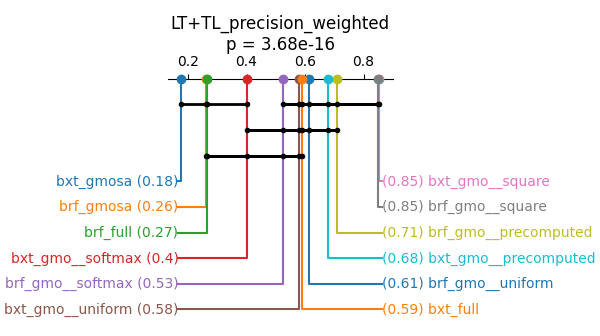 LT+TL_precision_weighted
p = 3.68e-16
0.2 0.4 0.6 0.8
bxt_gmosa (0.18) (0.85) bxt_gmo__square
brf_gmosa (0.26) (0.85) brf_gmo__square
brf_full (0.27) (0.71) brf_gmo__precomputed
bxt_gmo__softmax (0.4) (0.68) bxt_gmo__precomputed
brf_gmo__softmax (0.53) (0.61) brf_gmo__uniform
bxt_gmo__uniform (0.58) (0.59) bxt_full